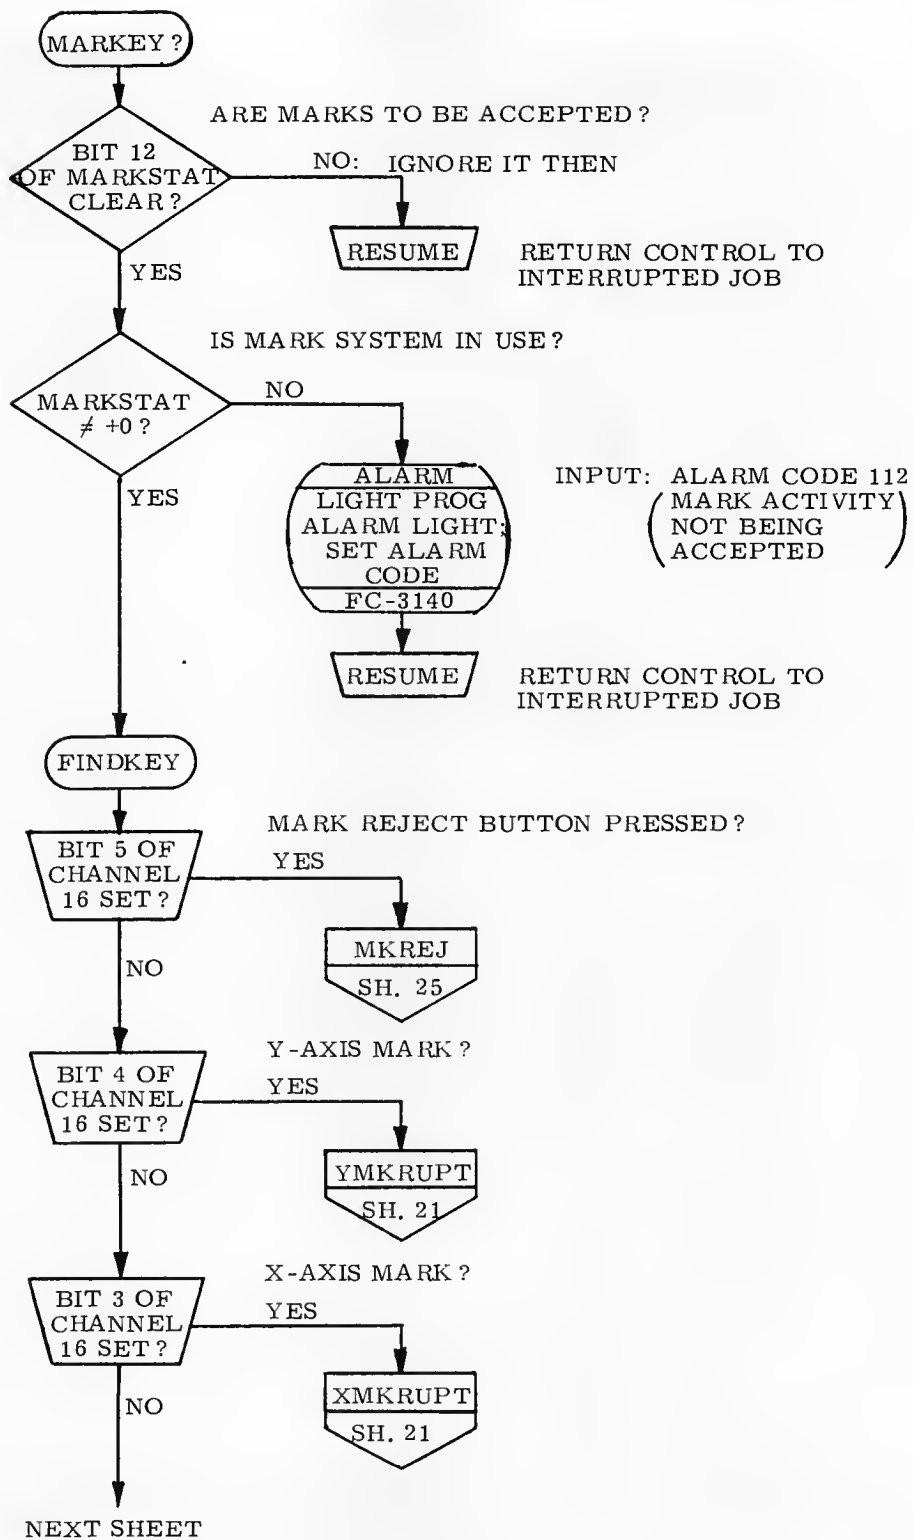 MARKEY?
ARE MARKS TO BE ACCEPTED?
BIT 12
OF MARKSTAT
CLEAR?
NO: IGNORE IT THEN
RESUME
RETURN CONTROL TO
INTERRUPTED JOB
YES
IS MARK SYSTEM IN USE?
MARKSTAT
≠ +0?
NO
YES
ALARM
LIGHT PROG
ALARM LIGHT;
SET ALARM
CODE
FC-3140
INPUT: ALARM CODE 112
(MARK ACTIVITY
NOT BEING
ACCEPTED)
RESUME
RETURN CONTROL TO
INTERRUPTED JOB
FINDKEY
MARK REJECT BUTTON PRESSED?
BIT 5 OF
CHANNEL
16 SET?
YES
MKREJ
SH. 25
NO
Y-AXIS MARK?
BIT 4 OF
CHANNEL
16 SET?
YES
YMKRUPT
SH. 21
NO
X-AXIS MARK?
BIT 3 OF
CHANNEL
16 SET?
YES
XMKRUPT
SH. 21
NO
NEXT SHEET